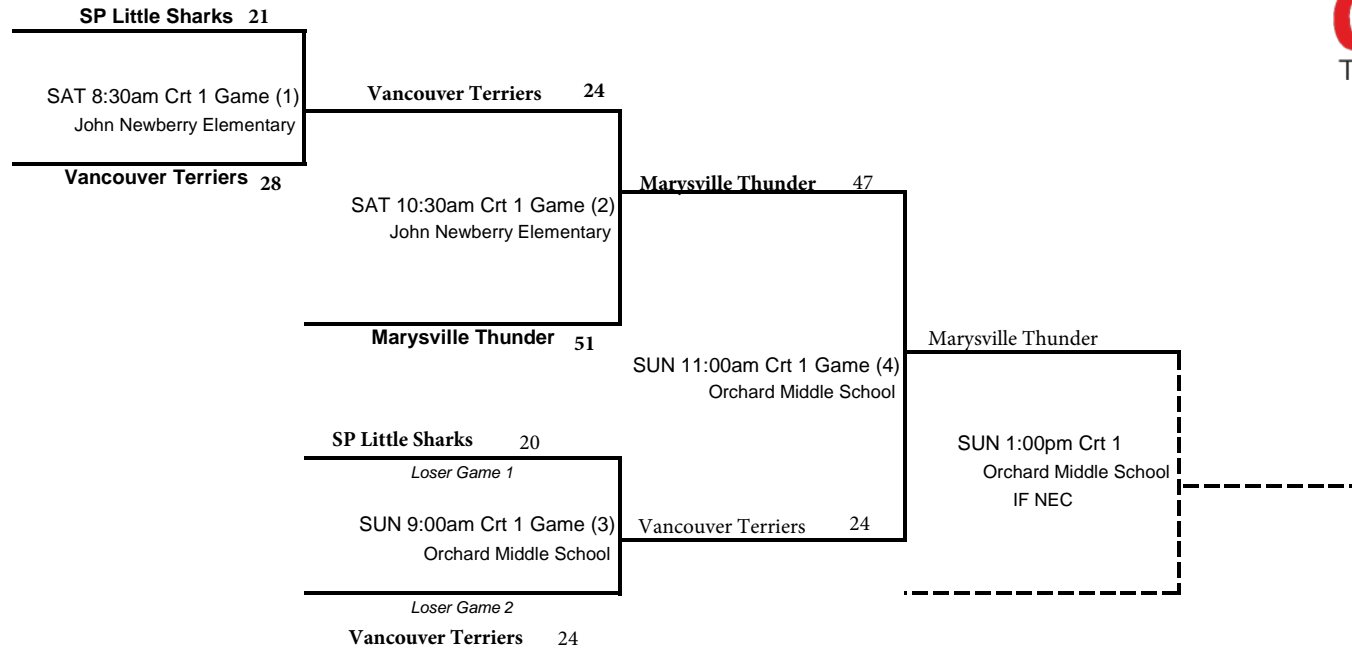 SP Little Sharks 21
SAT 8:30am Crt 1 Game (1)
John Newberry Elementary
Vancouver Terriers 28
Vancouver Terriers 24
SAT 10:30am Crt 1 Game (2)
John Newberry Elementary
Marysville Thunder 51
Marysville Thunder 47
SUN 11:00am Crt 1 Game (4)
Orchard Middle School
SP Little Sharks 20
Loser Game 1
SUN 9:00am Crt 1 Game (3)
Orchard Middle School
Loser Game 2
Vancouver Terriers 24
Vancouver Terriers 24
Marysville Thunder
SUN 1:00pm Crt 1
Orchard Middle School
IF NEC